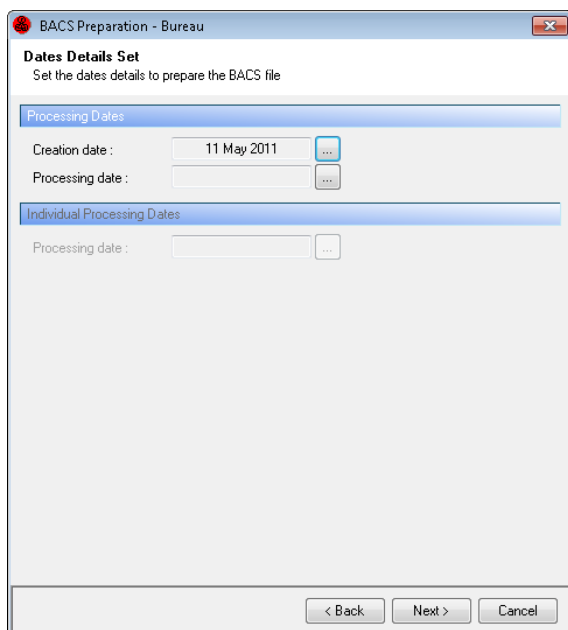 BACS Preparation - Bureau
Dates Details Set
Set the dates details to prepare the BACS file
Processing Dates
Creation date : 11 May 2011 ...
Processing date : ...
Individual Processing Dates
Processing date : ...
< Back Next > Cancel